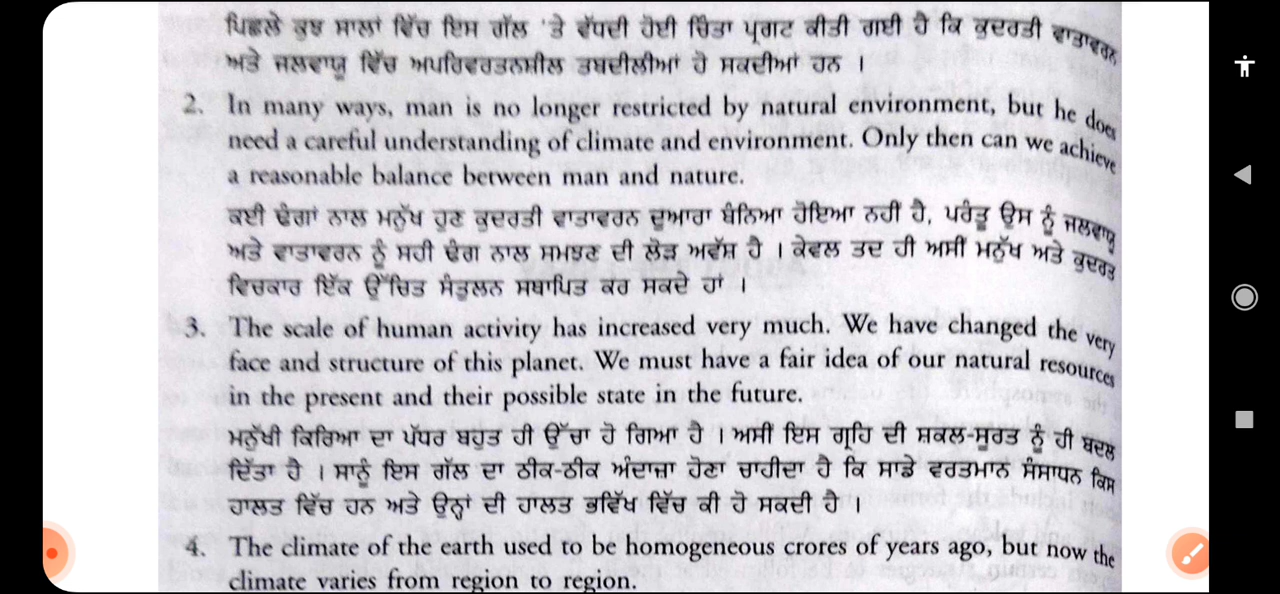 ਪਿਛਲੇ ਕੁਝ ਸਾਲਾਂ ਵਿੱਚ ਇਸ ਗੱਲ 'ਤੇ ਵੱਧਦੀ ਹੋਈ ਚਿੰਤਾ ਪ੍ਰਗਟ ਕੀਤੀ ਗਈ ਹੈ ਕਿ ਕੁਦਰਤੀ ਵਾਤਾਵਰਨ
ਅਤੇ ਜਲਵਾਯੂ ਵਿੱਚ ਅਪਰਿਵਰਤਨਸ਼ੀਲ ਤਬਦੀਲੀਆਂ ਹੋ ਸਕਦੀਆਂ ਹਨ ।
2. In many ways, man is no longer restricted by natural environment, but he does
need a careful understanding of climate and environment. Only then can we achieve
a reasonable balance between man and nature.
ਕਈ ਢੰਗਾਂ ਨਾਲ ਮਨੁੱਖ ਹੁਣ ਕੁਦਰਤੀ ਵਾਤਾਵਰਨ ਦੁਆਰਾ ਬੰਨਿਆ ਹੋਇਆ ਨਹੀਂ ਹੈ, ਪਰੰਤੂ ਉਸ ਨੂੰ ਜਲਵਾਯੂ
ਅਤੇ ਵਾਤਾਵਰਨ ਨੂੰ ਸਹੀ ਢੰਗ ਨਾਲ ਸਮਝਣ ਦੀ ਲੋੜ ਅਵੱਸ਼ ਹੈ । ਕੇਵਲ ਤਦ ਹੀ ਅਸੀਂ ਮਨੁੱਖ ਅਤੇ ਕੁਦਰਤ
ਵਿਚਕਾਰ ਇੱਕ ਉੱਚਿਤ ਸੰਤੁਲਨ ਸਥਾਪਿਤ ਕਰ ਸਕਦੇ ਹਾਂ ।
3. The scale of human activity has increased very much. We have changed the very
face and structure of this planet. We must have a fair idea of our natural resources
in the present and their possible state in the future.
ਮਨੁੱਖੀ ਕਿਰਿਆ ਦਾ ਪੱਧਰ ਬਹੁਤ ਹੀ ਉੱਚਾ ਹੋ ਗਿਆ ਹੈ । ਅਸੀਂ ਇਸ ਗ੍ਰਹਿ ਦੀ ਸ਼ਕਲ-ਸੂਰਤ ਨੂੰ ਹੀ ਬਦਲ
ਦਿੱਤਾ ਹੈ । ਸਾਨੂੰ ਇਸ ਗੱਲ ਦਾ ਠੀਕ-ਠੀਕ ਅੰਦਾਜ਼ਾ ਹੋਣਾ ਚਾਹੀਦਾ ਹੈ ਕਿ ਸਾਡੇ ਵਰਤਮਾਨ ਸੰਸਾਧਨ ਕਿਸ
ਹਾਲਤ ਵਿੱਚ ਹਨ ਅਤੇ ਉਨ੍ਹਾਂ ਦੀ ਹਾਲਤ ਭਵਿੱਖ ਵਿੱਚ ਕੀ ਹੋ ਸਕਦੀ ਹੈ ।
4. The climate of the earth used to be homogeneous crores of years ago, but now the
climate varies from region to region.